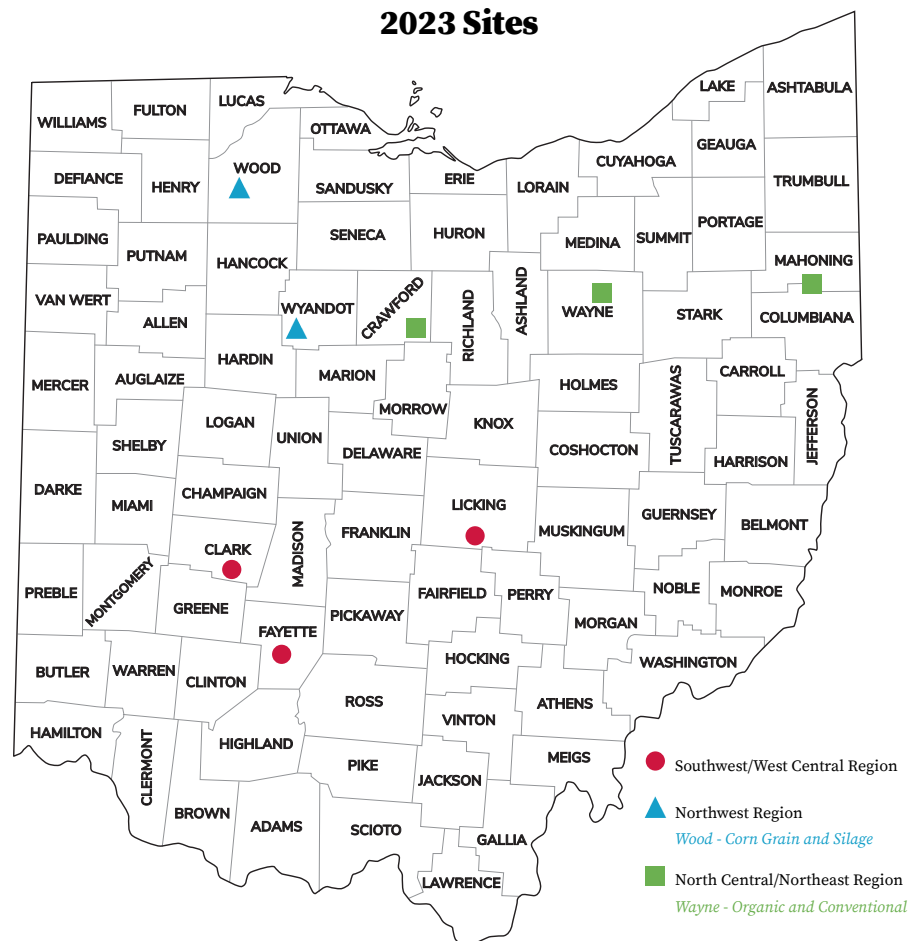 2023 Sites
LAKE
ASHTABULA
LUCAS
FULTON
WILLIAMS
OTTAWA
GEAUGA
CUYAHOGA
WOOD
DEFIANCE
HENRY
SANDUSKY
ERIE
LORAIN
TRUMBULL
PORTAGE
PAULDING
SENECA
HURON
MEDINA
SUMMIT
PUTNAM
HANCOCK
MAHONING
VAN WERT
WYANDOT
CRAWFORD
RICHLAND
ASHLAND
WAYNE
STARK
COLUMBIANA
ALLEN
HARDIN
MERCER
AUGLAIZE
MARION
HOLMES
CARROLL
TUSCARAWAS
JEFFERSON
MORROW
LOGAN
UNION
KNOX
SHELBY
DELAWARE
COSHOCTON
HARRISON
DARKE
CHAMPAIGN
MIAMI
LICKING
GUERNSEY
BELMONT
FRANKLIN
MUSKINGUM
CLARK
MADISON
PREBLE
MONTGOMERY
GREENE
PICKAWAY
FAIRFIELD
PERRY
NOBLE
MONROE
MORGAN
FAYETTE
HOCKING
WASHINGTON
BUTLER
WARREN
CLINTON
ROSS
ATHENS
VINTON
HAMILTON
CLERMONT
HIGHLAND
PIKE
MEIGS
JACKSON
BROWN
ADAMS
SCIOTO
GALLIA
LAWRENCE
Southwest/West Central Region
Northwest Region
Wood - Corn Grain and Silage
North Central/Northeast Region
Wayne - Organic and Conventional